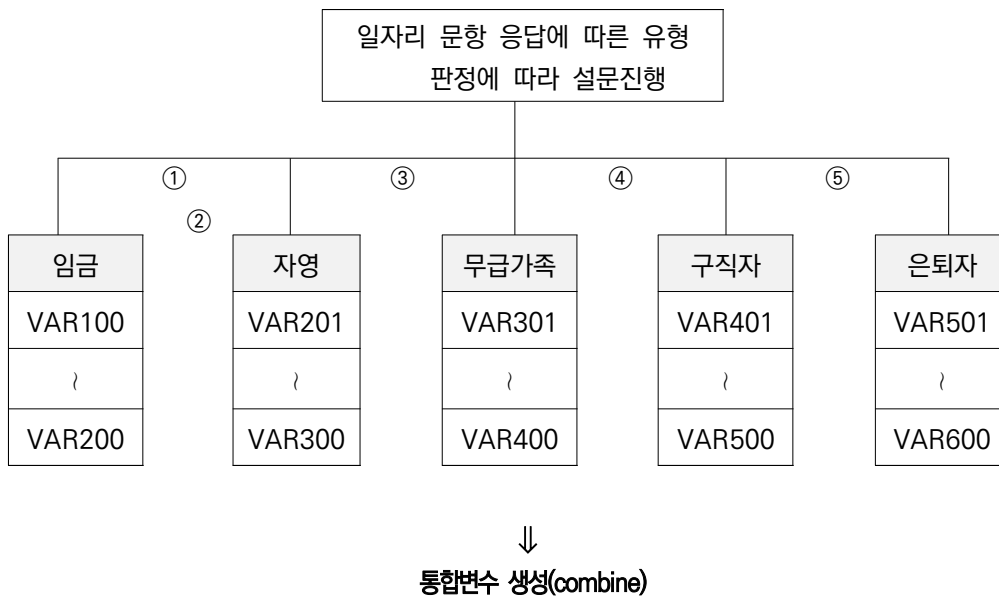 일자리 문항 응답에 따른 유형
판정에 따라 설문진행
① ③ ④ ⑤
②
임금 자영 무급가족 구직자 은퇴자
VAR100 VAR201 VAR301 VAR401 VAR501
~ ~ ~ ~ ~
VAR200 VAR300 VAR400 VAR500 VAR600
⇓
통합변수 생성(combine)